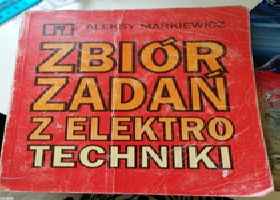 ALEKSY MARKIEWICZ
ZBIÓR
ZADAŃ
Z ELEKTRO
TECHNIKI